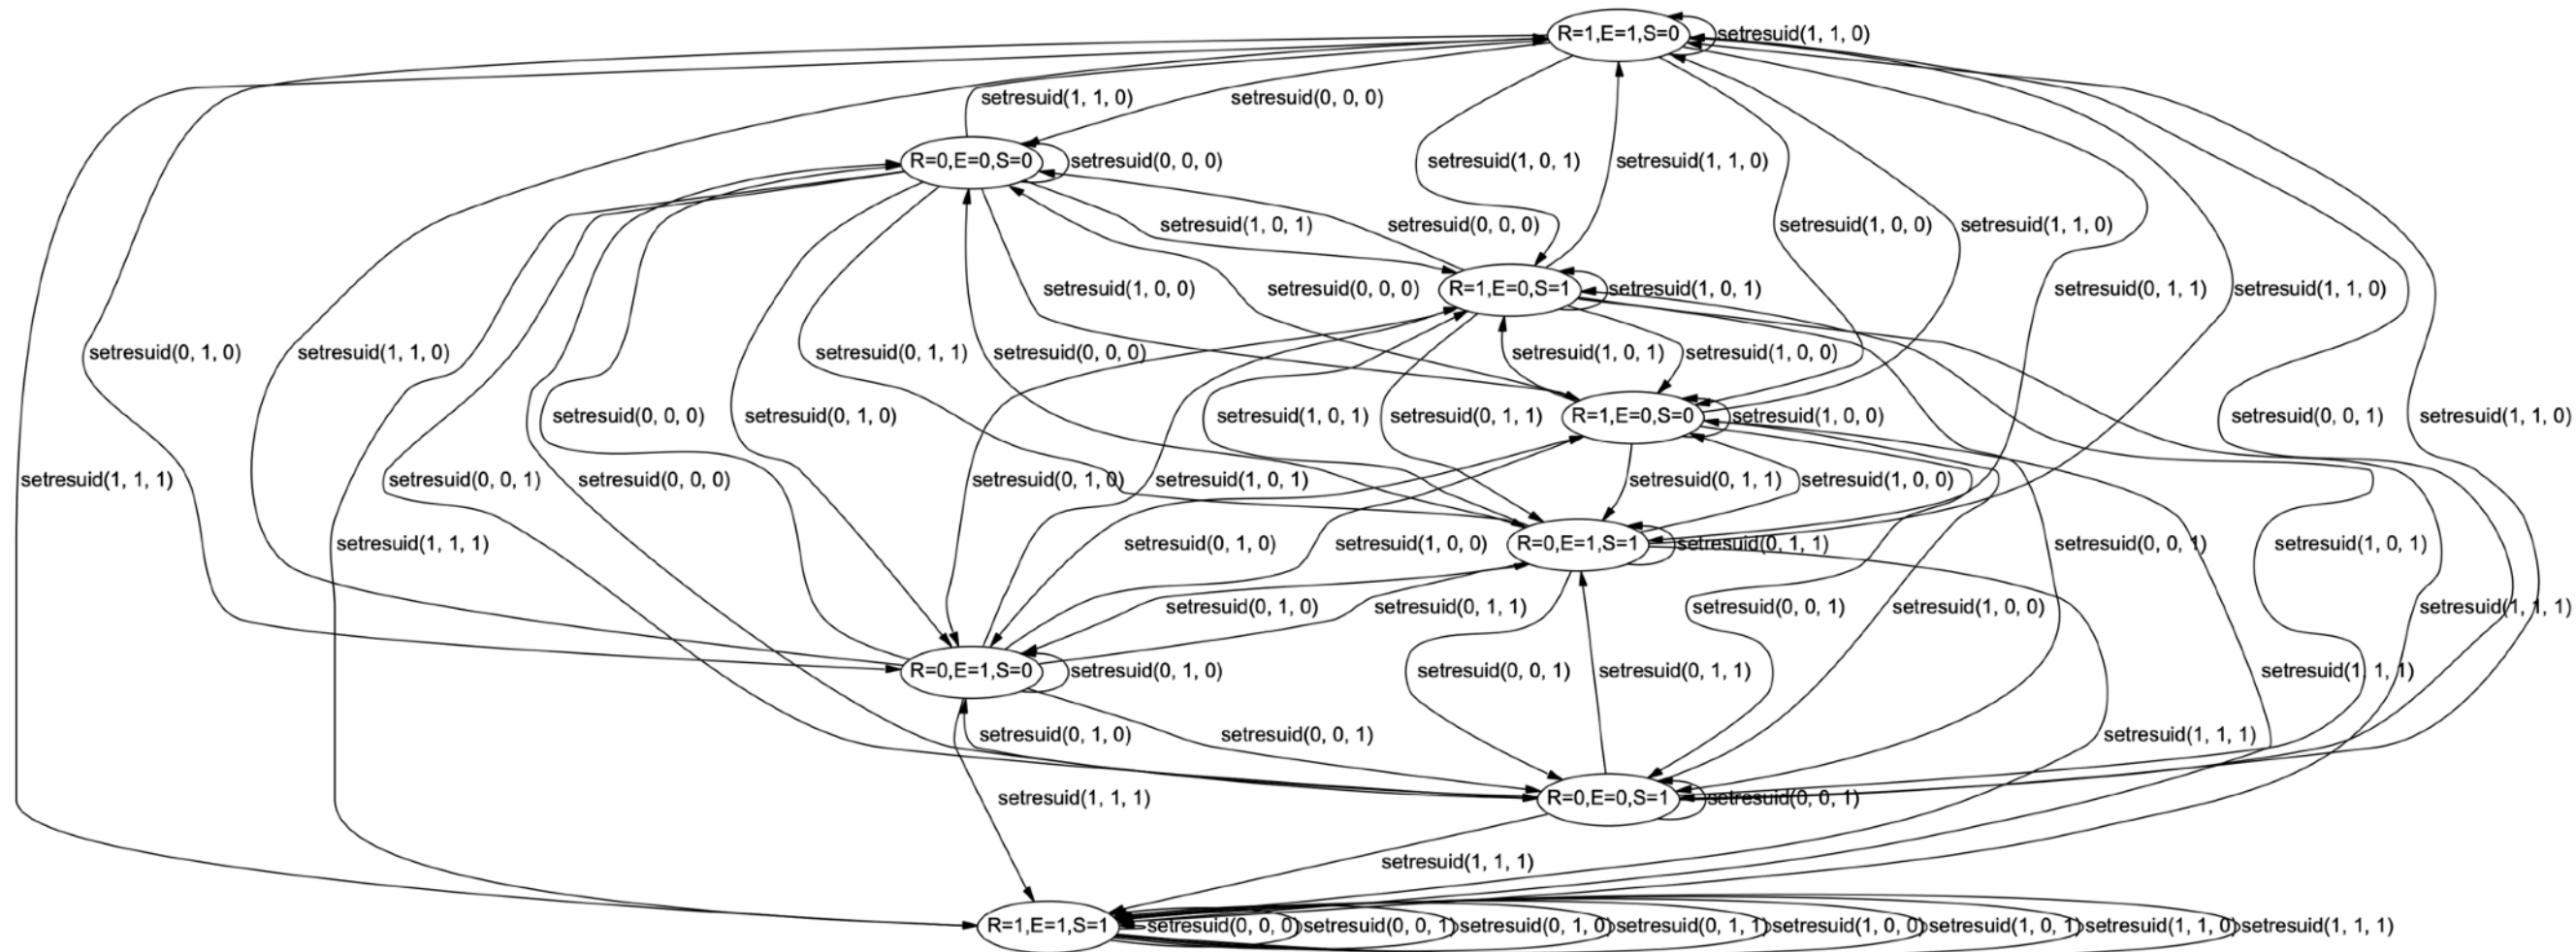 R=1,E=1,S=0
setresuid(1, 1, 0)
setresuid(1, 1, 0)
setresuid(0, 0, 0)
R=0,E=0,S=0
setresuid(0, 0, 0)
setresuid(1, 0, 1)
setresuid(1, 1, 0)
setresuid(1, 0, 1)
setresuid(0, 0, 0)
setresuid(1, 0, 0)
setresuid(1, 1, 0)
setresuid(1, 0, 0)
setresuid(0, 0, 0)
R=1,E=0,S=1
setresuid(1, 0, 1)
setresuid(0, 1, 1)
setresuid(1, 1, 0)
setresuid(0, 1, 0)
setresuid(1, 1, 0)
setresuid(0, 1, 1)
setresuid(0, 0, 0)
setresuid(1, 0, 1)
setresuid(1, 0, 0)
setresuid(0, 0, 0)
setresuid(0, 1, 0)
setresuid(1, 0, 1)
setresuid(0, 1, 1)
R=1,E=0,S=0
setresuid(1, 0, 0)
setresuid(0, 0, 1)
setresuid(1, 1, 0)
setresuid(1, 1, 1)
setresuid(0, 0, 1)
setresuid(0, 0, 0)
setresuid(0, 1, 0)
setresuid(1, 0, 1)
setresuid(0, 1, 1)
setresuid(1, 0, 0)
setresuid(1, 1, 1)
setresuid(0, 1, 0)
setresuid(1, 0, 0)
R=0,E=1,S=1
setresuid(0, 1, 1)
setresuid(0, 0, 1)
setresuid(1, 0, 1)
setresuid(0, 1, 0)
setresuid(0, 1, 1)
setresuid(0, 0, 1)
setresuid(1, 0, 0)
setresuid(1, 1, 1)
R=0,E=1,S=0
setresuid(0, 1, 0)
setresuid(0, 0, 1)
setresuid(0, 1, 1)
setresuid(1, 1, 1)
setresuid(0, 1, 0)
setresuid(0, 0, 1)
setresuid(1, 1, 1)
setresuid(1, 1, 1)
R=0,E=0,S=1
setresuid(0, 0, 1)
setresuid(1, 1, 1)
R=1,E=1,S=1
setresuid(0, 0, 0)
setresuid(0, 0, 1)
setresuid(0, 1, 0)
setresuid(0, 1, 1)
setresuid(1, 0, 0)
setresuid(1, 0, 1)
setresuid(1, 1, 0)
setresuid(1, 1, 1)